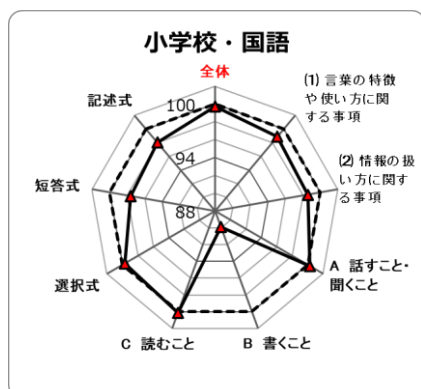 小学校・国語
全体
(1) 言葉の特徴
や使い方に関
する事項
(2) 情報の扱
い方に関す
る事項
A 話すこと・
聞くこと
B 書くこと
C 読むこと
選択式
短答式
記述式
100
94
88